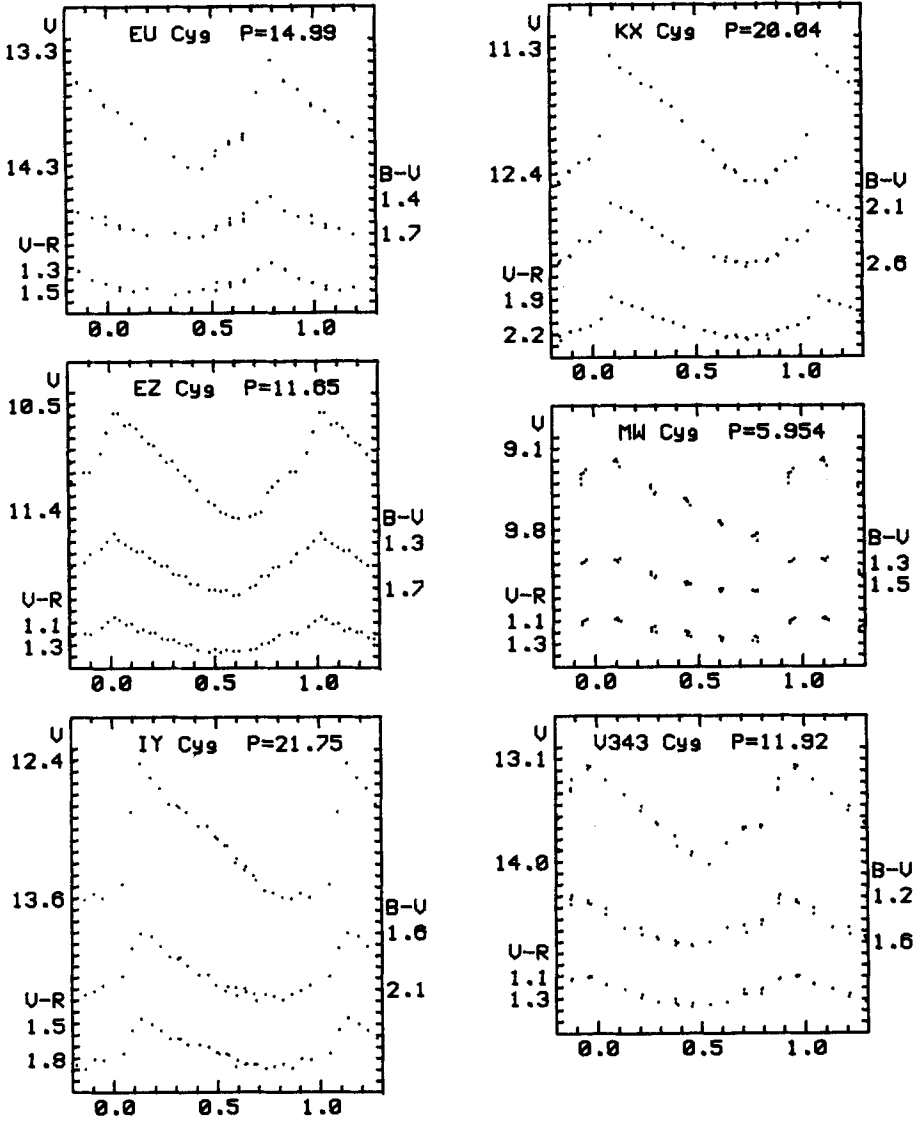 V
EU Cyg P=14.99
13.3
14.3
B-V
1.4
1.7
V-R
1.3
1.5
0.0 0.5 1.0
KX Cyg P=20.04
11.3
12.4
B-V
2.1
2.6
V-R
1.9
2.2
0.0 0.5 1.0
V
EZ Cyg P=11.65
10.5
11.4
B-V
1.3
1.7
V-R
1.1
1.3
0.0 0.5 1.0
V
MW Cyg P=5.954
9.1
9.8
B-V
1.3
1.5
V-R
1.1
1.3
0.0 0.5 1.0
V
IY Cyg P=21.75
12.4
13.6
B-V
1.6
2.1
V-R
1.5
1.8
0.0 0.5 1.0
V
V343 Cyg P=11.92
13.1
14.0
B-V
1.2
1.6
V-R
1.1
1.3
0.0 0.5 1.0